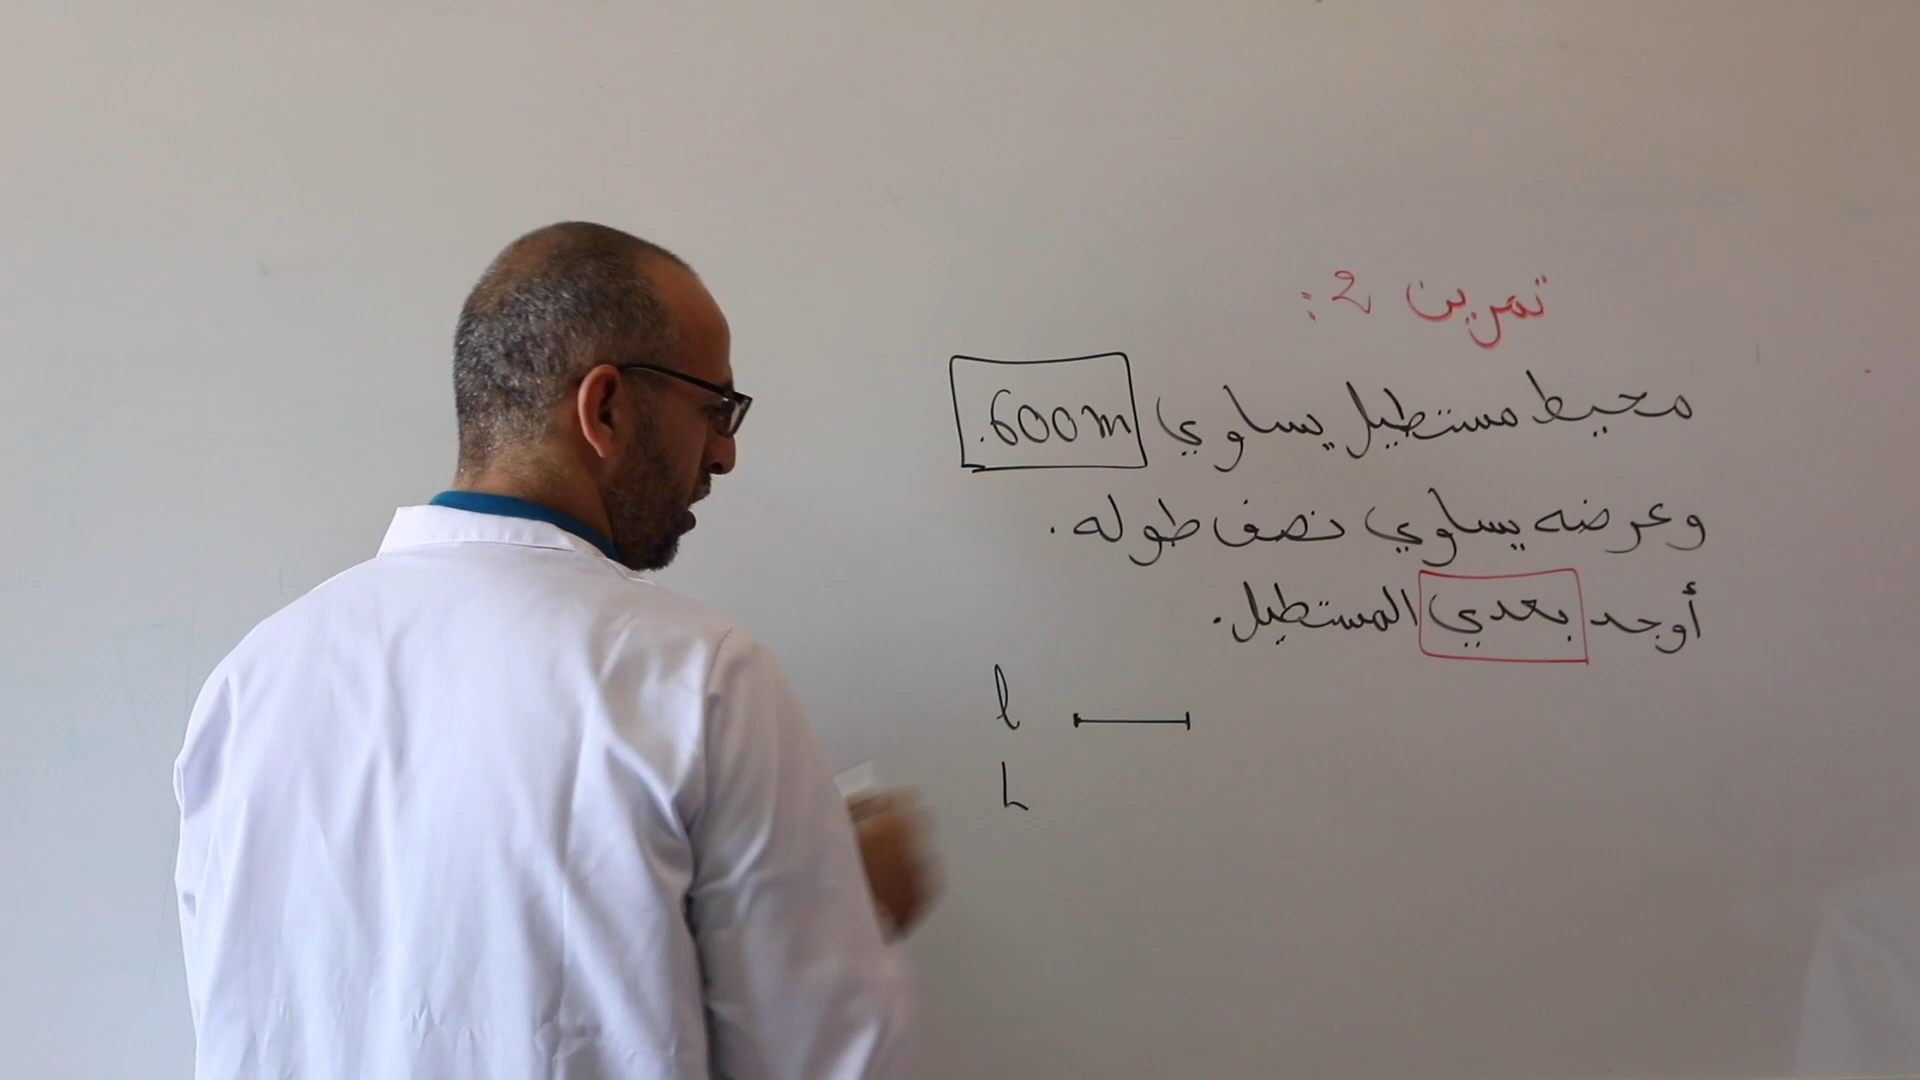 تمرين 2:
محيط مستطيل يساوي 600m.
وعرضه يساوي نصف طوله.
أوجد بعدي المستطيل.
l
L